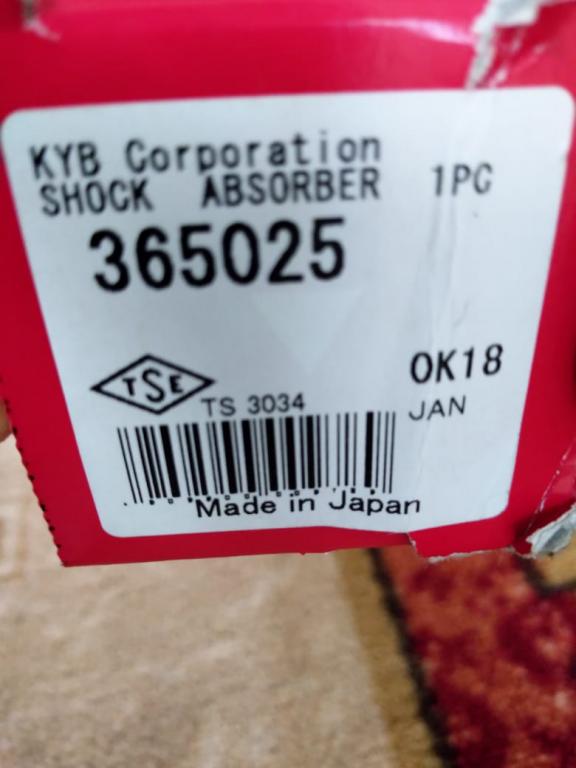 KYB Corporation
SHOCK ABSORBER 1PC
365025
TSE
OK18
TS 3034
JAN
Made in Japan